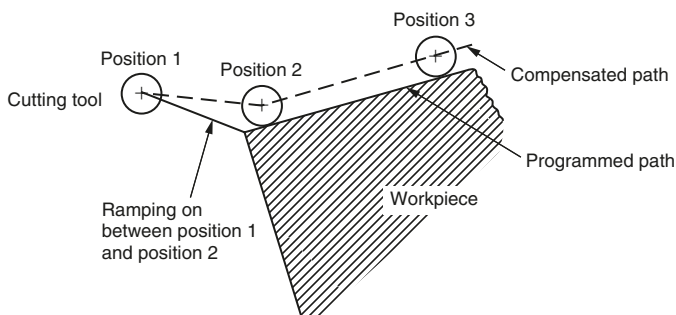 Position 3
Position 1
Position 2
Compensated path
Cutting tool
Programmed path
Workpiece
Ramping on
between position 1
and position 2